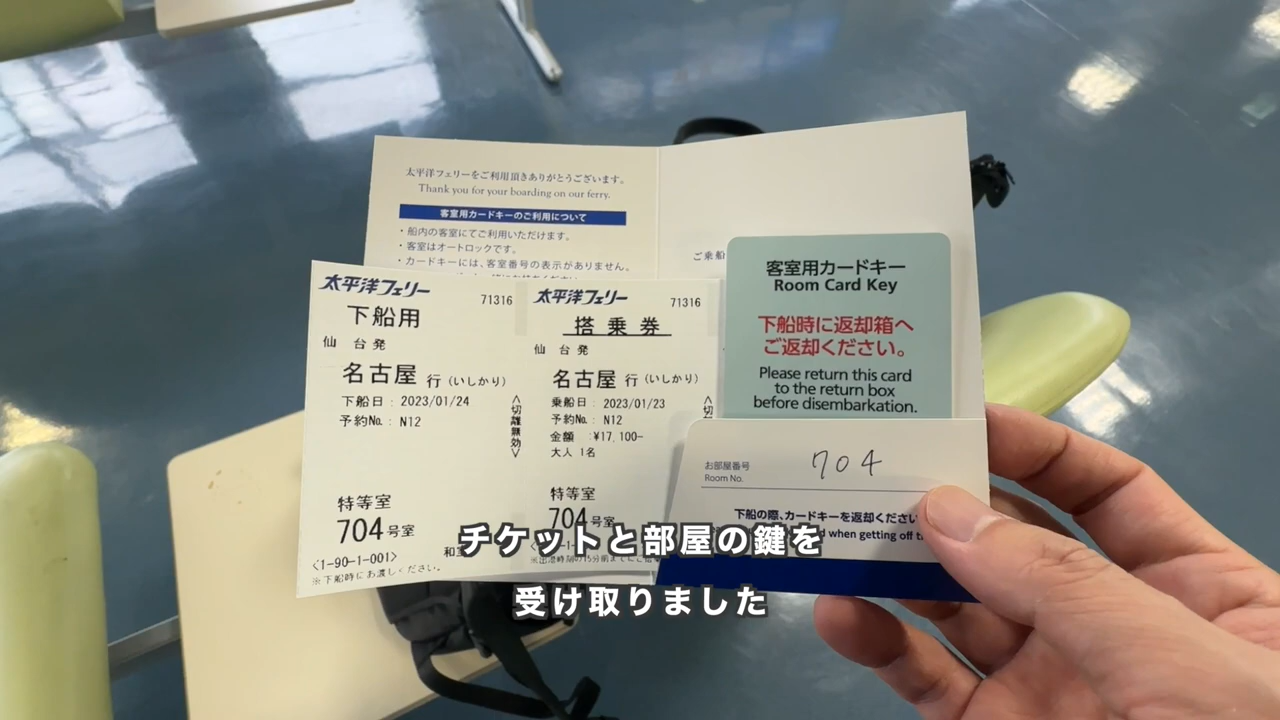 太平洋フェリーをご利用頂きありがとうございます。
Thank you for your boarding on our ferry.
客室用カードキーのご利用について
・船内の客室にてご利用いただけます。
・客室はオートロックです。
・カードキーには、客室番号の表示がありません。
ご乗船
太平洋フェリー
71316
下船用
仙台発
名古屋 行(いしかり)
下船日:2023/01/24
予約No.:N12
<切離無効>
特等室
704号室
和室
<1-90-1-001>
※下船時にお渡しください。
太平洋フェリー
71316
搭乗券
仙台発
名古屋 行(いしかり)
乗船日:2023/01/23
予約No.:N12
金額:¥17,100-
大人 1名
特等室
704号室
客室用カードキー
Room Card Key
下船時に返却箱へ
ご返却ください。
Please return this card
to the return box
before disembarkation.
お部屋番号
Room No.
704
下船の際、カードキーを返却ください
when getting off
チケットと部屋の鍵を
受け取りました